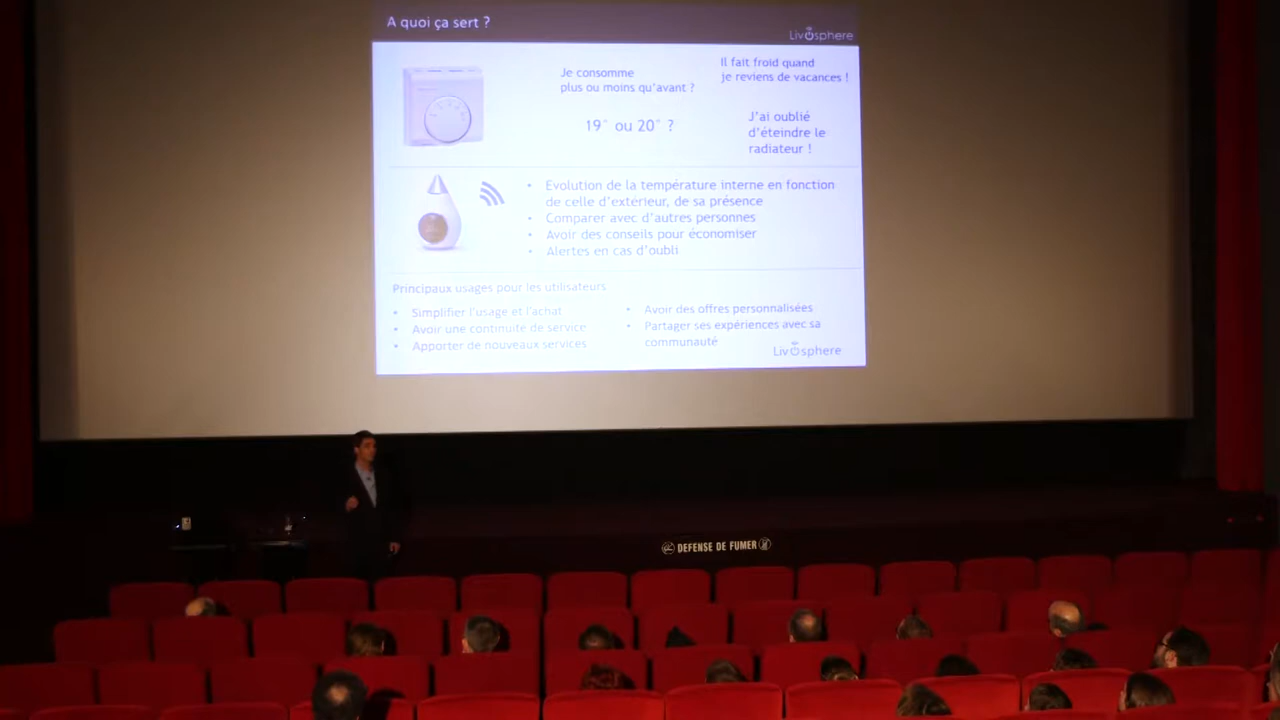 A quoi ça sert ?
Livosphere
Je consomme
plus ou moins qu'avant ?
Il fait froid quand
je reviens de vacances !
19° ou 20° ?
J'ai oublié
d'éteindre le
radiateur !
• Evolution de la température interne en fonction
de celle d'extérieur, de sa présence
• Comparer avec d'autres personnes
• Avoir des conseils pour économiser
• Alertes en cas d'oubli
Principaux usages pour les utilisateurs
• Simplifier l'usage et l'achat
• Avoir une continuité de service
• Apporter de nouveaux services
• Avoir des offres personnalisées
• Partager ses expériences avec sa
communauté
Livosphere
DEFENSE DE FUMER